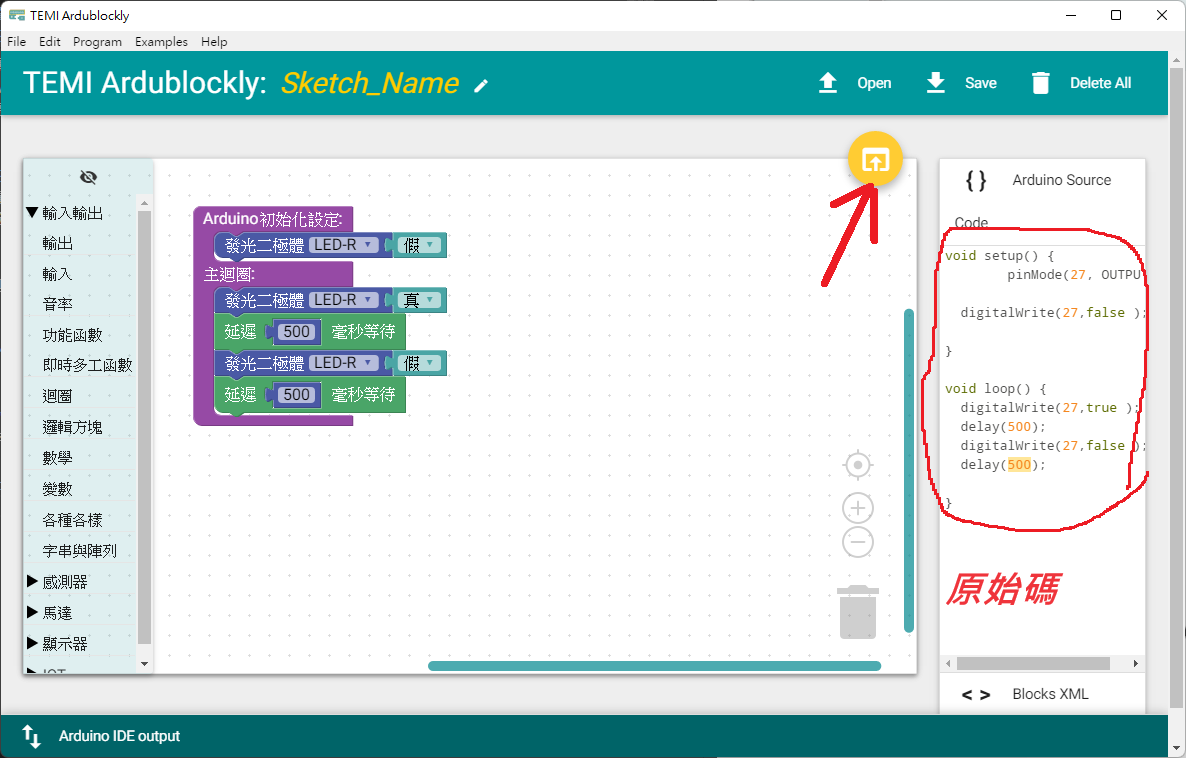 TEMI Ardublockly
File Edit Program Examples Help
TEMI Ardublockly: Sketch_Name
Open Save Delete All
輸入輸出
輸出
輸入
音率
功能函數
即時多工函數
迴圈
邏輯方塊
數學
變數
各種各樣
字串與陣列
感測器
馬達
顯示器
IOT
Arduino初始化設定:
發光二極體 LED-R 假
主迴圈:
發光二極體 LED-R 真
延遲 500 毫秒等待
發光二極體 LED-R 假
延遲 500 毫秒等待
{ } Arduino Source
Code
void setup() {
pinMode(27, OUTPU
digitalWrite(27,false );
}
void loop() {
digitalWrite(27,true );
delay(500);
digitalWrite(27,false );
delay(500);
}
原始碼
< > Blocks XML
Arduino IDE output